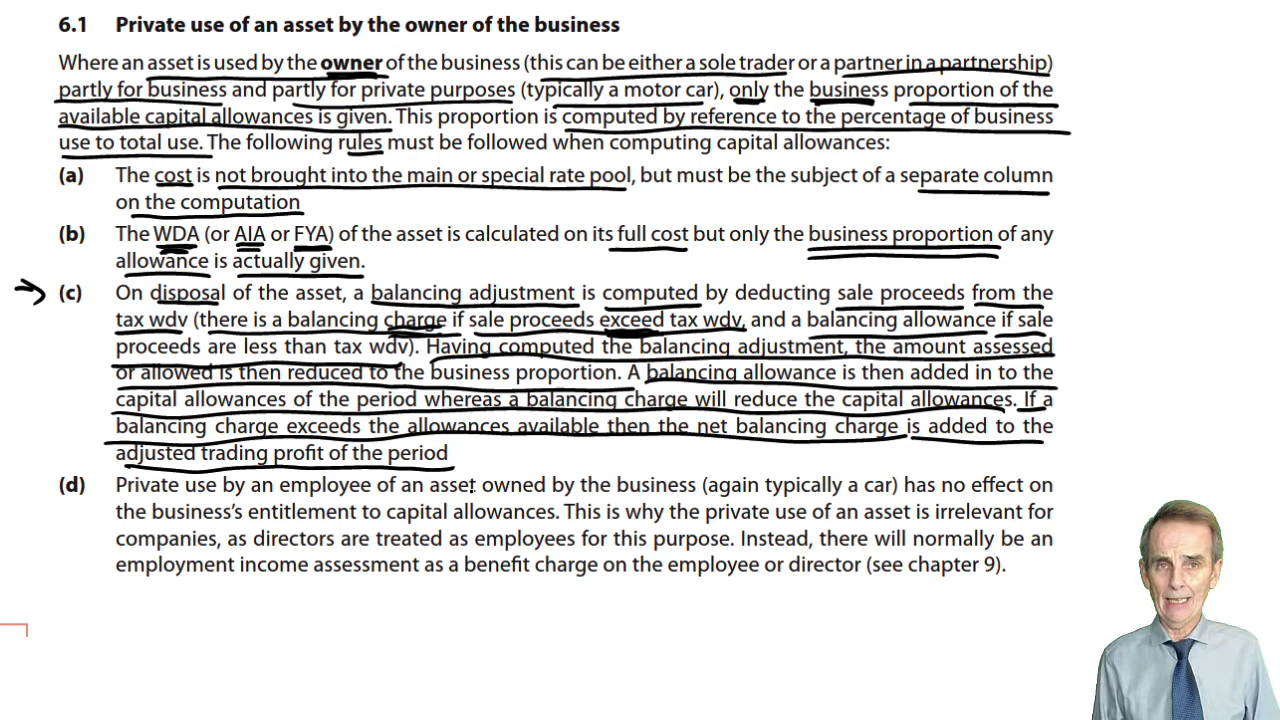 6.1 Private use of an asset by the owner of the business
Where an asset is used by the owner of the business (this can be either a sole trader or a partner in a partnership)
partly for business and partly for private purposes (typically a motor car), only the business proportion of the
available capital allowances is given. This proportion is computed by reference to the percentage of business
use to total use. The following rules must be followed when computing capital allowances:
(a) The cost is not brought into the main or special rate pool, but must be the subject of a separate column
on the computation
(b) The WDA (or AIA or FYA) of the asset is calculated on its full cost but only the business proportion of any
allowance is actually given.
(c) On disposal of the asset, a balancing adjustment is computed by deducting sale proceeds from the
tax wdv (there is a balancing charge if sale proceeds exceed tax wdv, and a balancing allowance if sale
proceeds are less than tax wdv). Having computed the balancing adjustment, the amount assessed
or allowed is then reduced to the business proportion. A balancing allowance is then added in to the
capital allowances of the period whereas a balancing charge will reduce the capital allowances. If a
balancing charge exceeds the allowances available then the net balancing charge is added to the
adjusted trading profit of the period
(d) Private use by an employee of an asset owned by the business (again typically a car) has no effect on
the business's entitlement to capital allowances. This is why the private use of an asset is irrelevant for
companies, as directors are treated as employees for this purpose. Instead, there will normally be an
employment income assessment as a benefit charge on the employee or director (see chapter 9).